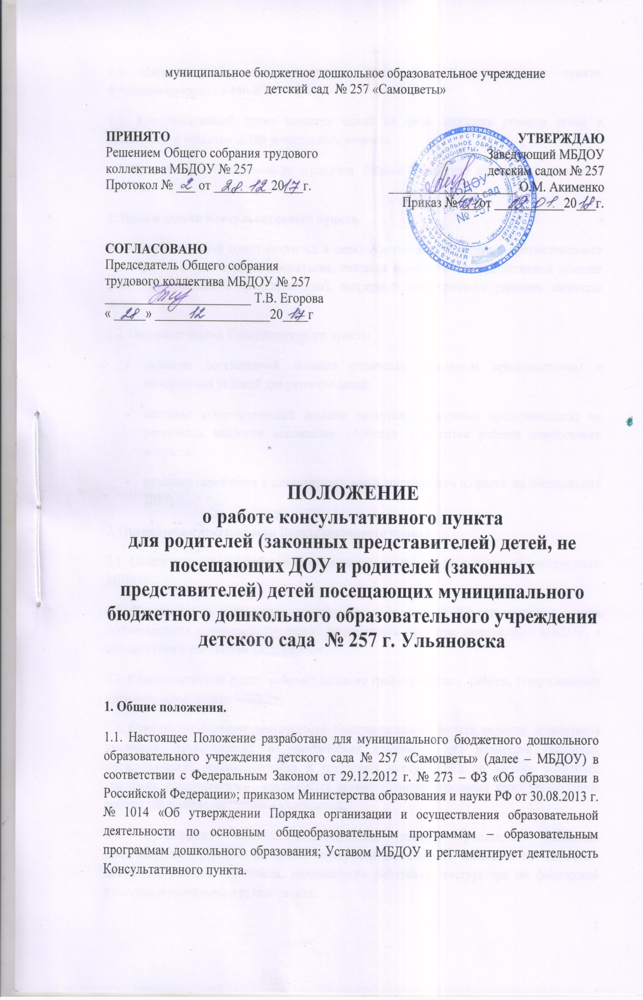 муниципальное бюджетное дошкольное образовательное учреждение
детский сад № 257 «Самоцветы»
ПРИНЯТО
Решением Общего собрания трудового
коллектива МБДОУ № 257
Протокол № 2 от 28.12 2017 г.
УТВЕРЖДАЮ
Заведующий МБДОУ
детским садом № 257
О.М. Акименко
Приказ № от 09.01. 2018 г.
СОГЛАСОВАНО
Председатель Общего собрания
трудового коллектива МБДОУ № 257
Т.В. Егорова
« 28 » 12 2017 г
ПОЛОЖЕНИЕ
о работе консультативного пункта
для родителей (законных представителей) детей, не
посещающих ДОУ и родителей (законных
представителей) детей посещающих муниципального
бюджетного дошкольного образовательного учреждения
детского сада № 257 г. Ульяновска
1. Общие положения.
1.1. Настоящее Положение разработано для муниципального бюджетного дошкольного
образовательного учреждения детского сада № 257 «Самоцветы» (далее – МБДОУ) в
соответствии с Федеральным Законом от 29.12.2012 г. № 273 – ФЗ «Об образовании в
Российской Федерации»; приказом Министерства образования и науки РФ от 30.08.2013 г.
№ 1014 «Об утверждении Порядка организации и осуществления образовательной
деятельности по основным общеобразовательным программам – образовательным
программам дошкольного образования; Уставом МБДОУ и регламентирует деятельность
Консультативного пункта.